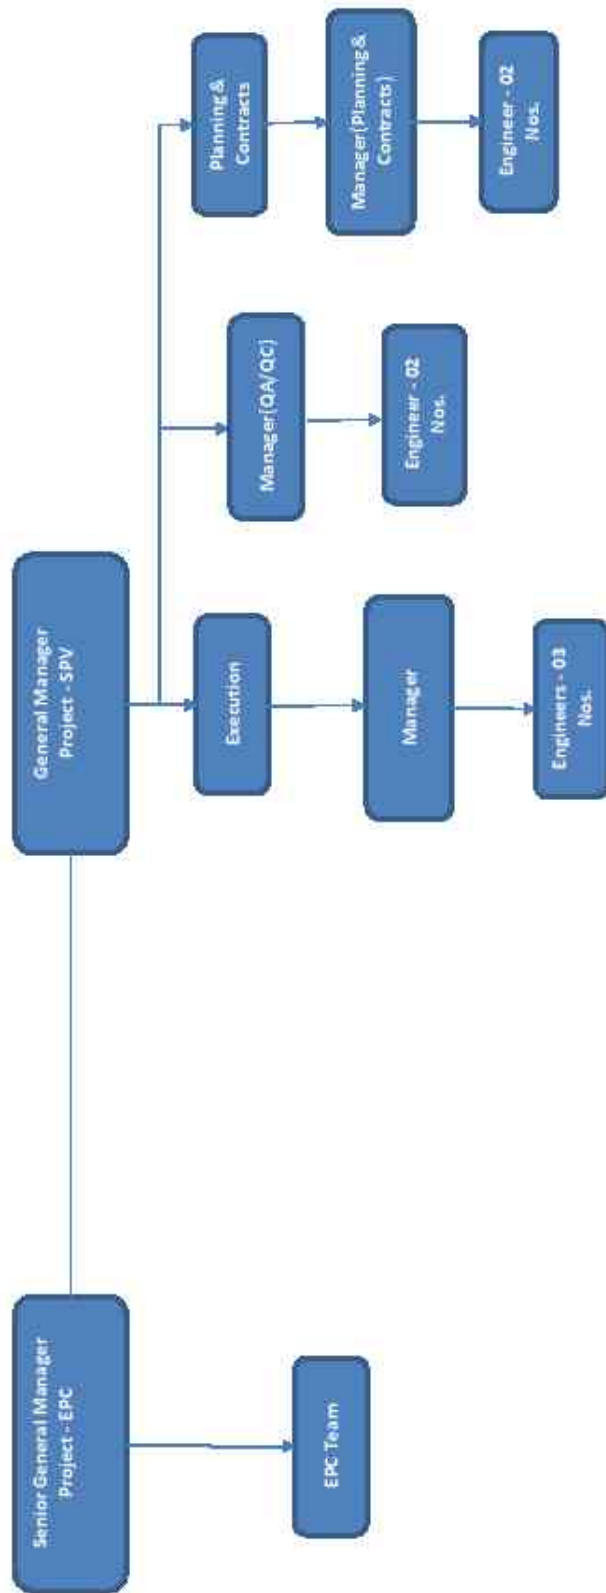 Senior General Manager
Project - EPC
EPC Team
General Manager
Project - SPV
Execution
Manager
Engineers - 03
Nos.
Manager(QA/QC)
Engineer - 02
Nos.
Planning &
Contracts
Manager(Planning &
Contracts)
Engineer - 02
Nos.